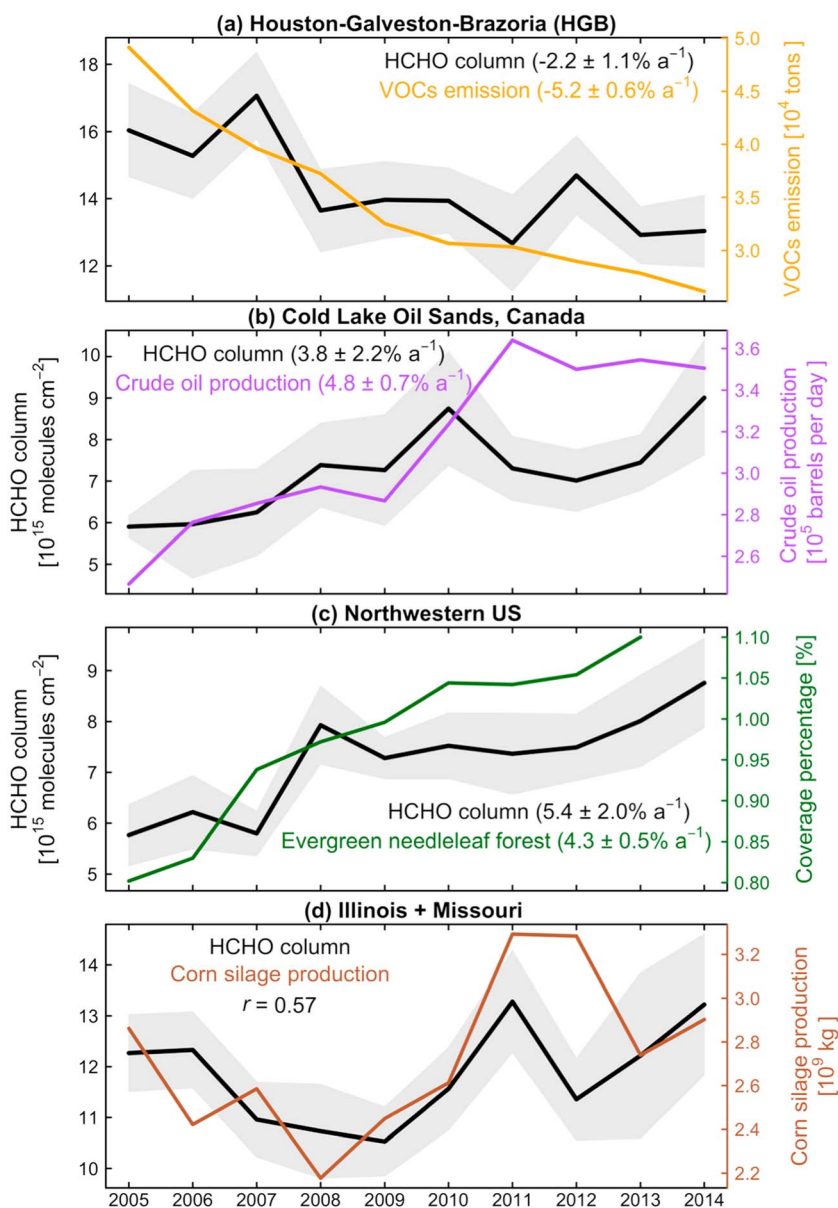 (a) Houston-Galveston-Brazoria (HGB)
HCHO column (-2.2 ± 1.1% a⁻¹)
VOCs emission (-5.2 ± 0.6% a⁻¹)
18
16
14
12
5.0
4.5
4.0
3.5
3.0
VOCs emission [10⁴ tons ]
(b) Cold Lake Oil Sands, Canada
HCHO column (3.8 ± 2.2% a⁻¹)
Crude oil production (4.8 ± 0.7% a⁻¹)
HCHO column
[10¹⁵ molecules cm⁻²]
10
9
8
7
6
5
3.6
3.4
3.2
3.0
2.8
2.6
Crude oil production
[10⁵ barrels per day ]
(c) Northwestern US
HCHO column
[10¹⁵ molecules cm⁻²]
9
8
7
6
5
HCHO column (5.4 ± 2.0% a⁻¹)
Evergreen needleleaf forest (4.3 ± 0.5% a⁻¹)
1.10
1.05
1.00
0.95
0.90
0.85
0.80
Coverage percentage [%]
(d) Illinois + Missouri
HCHO column
Corn silage production
r = 0.57
14
13
12
11
10
3.2
3.0
2.8
2.6
2.4
2.2
Corn silage production
[10⁹ kg ]
2005 2006 2007 2008 2009 2010 2011 2012 2013 2014